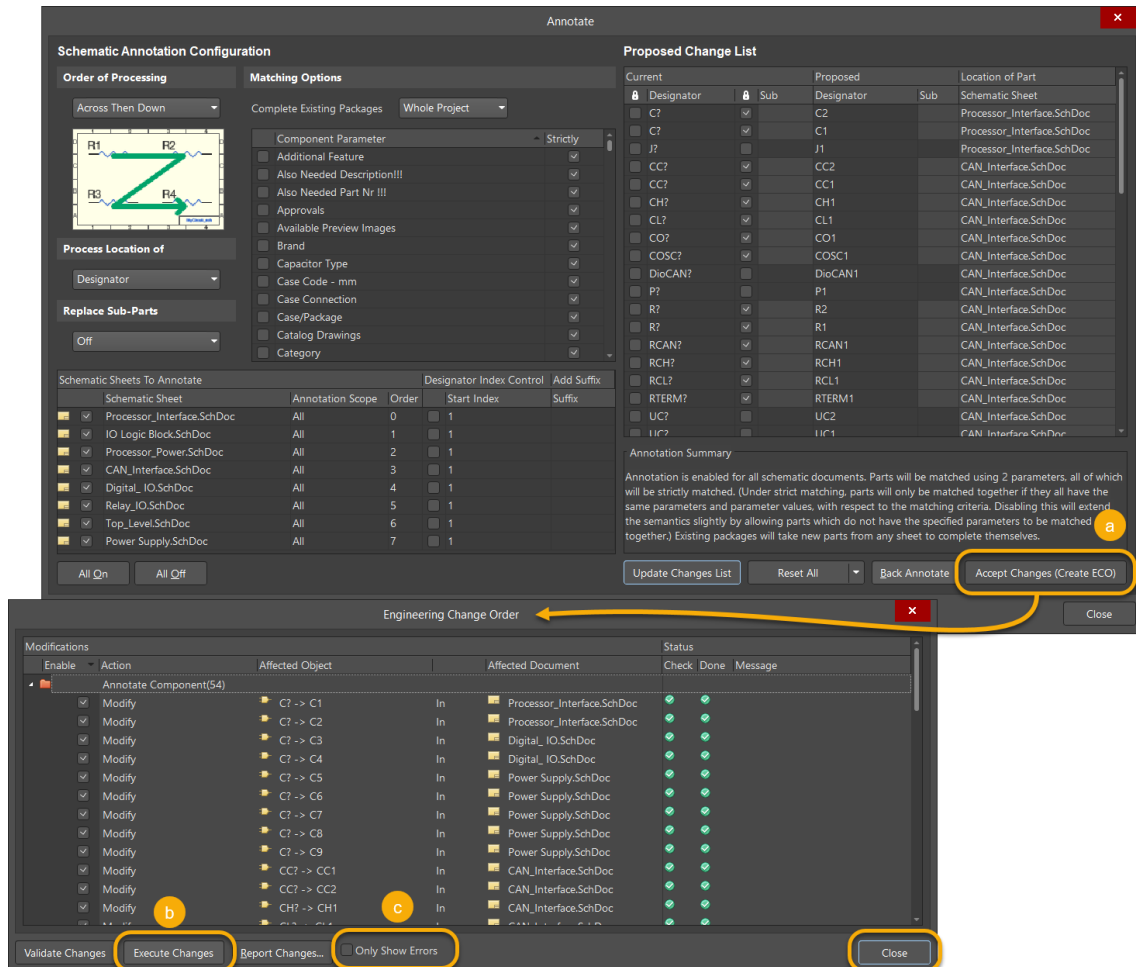 Annotate
Schematic Annotation Configuration
Order of Processing
Across Then Down
R1 R2
R3 R4
Process Location of
Designator
Replace Sub-Parts
Off
Matching Options
Complete Existing Packages Whole Project
Component Parameter Strictly
Additional Feature
Also Needed Description!!!
Also Needed Part Nr !!!
Approvals
Available Preview Images
Brand
Capacitor Type
Case Code - mm
Case Connection
Case/Package
Catalog Drawings
Category
Schematic Sheets To Annotate Designator Index Control Add Suffix
Schematic Sheet Annotation Scope Order Start Index Suffix
Processor_Interface.SchDoc All 0 1
IO Logic Block.SchDoc All 1 1
Processor_Power.SchDoc All 2 1
CAN_Interface.SchDoc All 3 1
Digital_ IO.SchDoc All 4 1
Relay_IO.SchDoc All 5 1
Top_Level.SchDoc All 6 1
Power Supply.SchDoc All 7 1
All On All Off
Proposed Change List
Current Proposed Location of Part
Designator Sub Designator Sub Schematic Sheet
C? C2 Processor_Interface.SchDoc
C? C1 Processor_Interface.SchDoc
J? J1 Processor_Interface.SchDoc
CC? CC2 CAN_Interface.SchDoc
CC? CC1 CAN_Interface.SchDoc
CH? CH1 CAN_Interface.SchDoc
CL? CL1 CAN_Interface.SchDoc
CO? CO1 CAN_Interface.SchDoc
COSC? COSC1 CAN_Interface.SchDoc
DioCAN? DioCAN1 CAN_Interface.SchDoc
P? P1 CAN_Interface.SchDoc
R? R2 CAN_Interface.SchDoc
R? R1 CAN_Interface.SchDoc
RCAN? RCAN1 CAN_Interface.SchDoc
RCH? RCH1 CAN_Interface.SchDoc
RCL? RCL1 CAN_Interface.SchDoc
RTERM? RTERM1 CAN_Interface.SchDoc
UC? UC2 CAN_Interface.SchDoc
UC? UC1 CAN_Interface.SchDoc
Annotation Summary
Annotation is enabled for all schematic documents. Parts will be matched using 2 parameters, all of which
will be strictly matched. (Under strict matching, parts will only be matched together if they all have the
same parameters and parameter values, with respect to the matching criteria. Disabling this will extend
the semantics slightly by allowing parts which do not have the specified parameters to be matched
together.) Existing packages will take new parts from any sheet to complete themselves.
a
Update Changes List Reset All Back Annotate Accept Changes (Create ECO)
Close
Engineering Change Order
Modifications Status
Enable Action Affected Object Affected Document Check Done Message
Annotate Component(54)
Modify C? -> C1 In Processor_Interface.SchDoc
Modify C? -> C2 In Processor_Interface.SchDoc
Modify C? -> C3 In Digital_ IO.SchDoc
Modify C? -> C4 In Digital_ IO.SchDoc
Modify C? -> C5 In Power Supply.SchDoc
Modify C? -> C6 In Power Supply.SchDoc
Modify C? -> C7 In Power Supply.SchDoc
Modify C? -> C8 In Power Supply.SchDoc
Modify C? -> C9 In Power Supply.SchDoc
Modify CC? -> CC1 In CAN_Interface.SchDoc
Modify CC? -> CC2 In CAN_Interface.SchDoc
Modify CH? -> CH1 In CAN_Interface.SchDoc
b
c
Validate Changes Execute Changes Report Changes... Only Show Errors Close